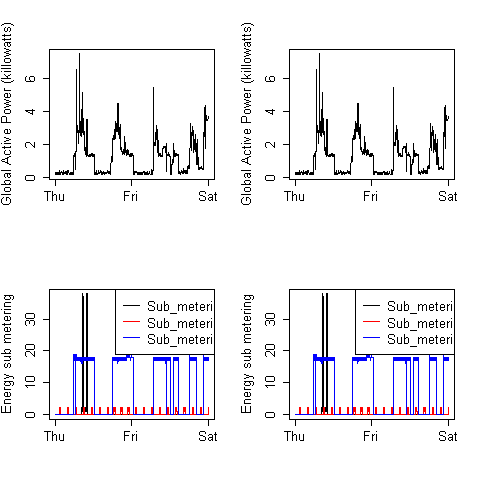 Global Active Power (killowatts)
Global Active Power (killowatts)
6
4
2
0
6
4
2
0
Thu Fri Sat
Thu Fri Sat
Energy sub metering
Energy sub metering
30
20
10
0
30
20
10
0
Sub_meteri
Sub_meteri
Sub_meteri
Sub_meteri
Sub_meteri
Sub_meteri
Thu Fri Sat
Thu Fri Sat